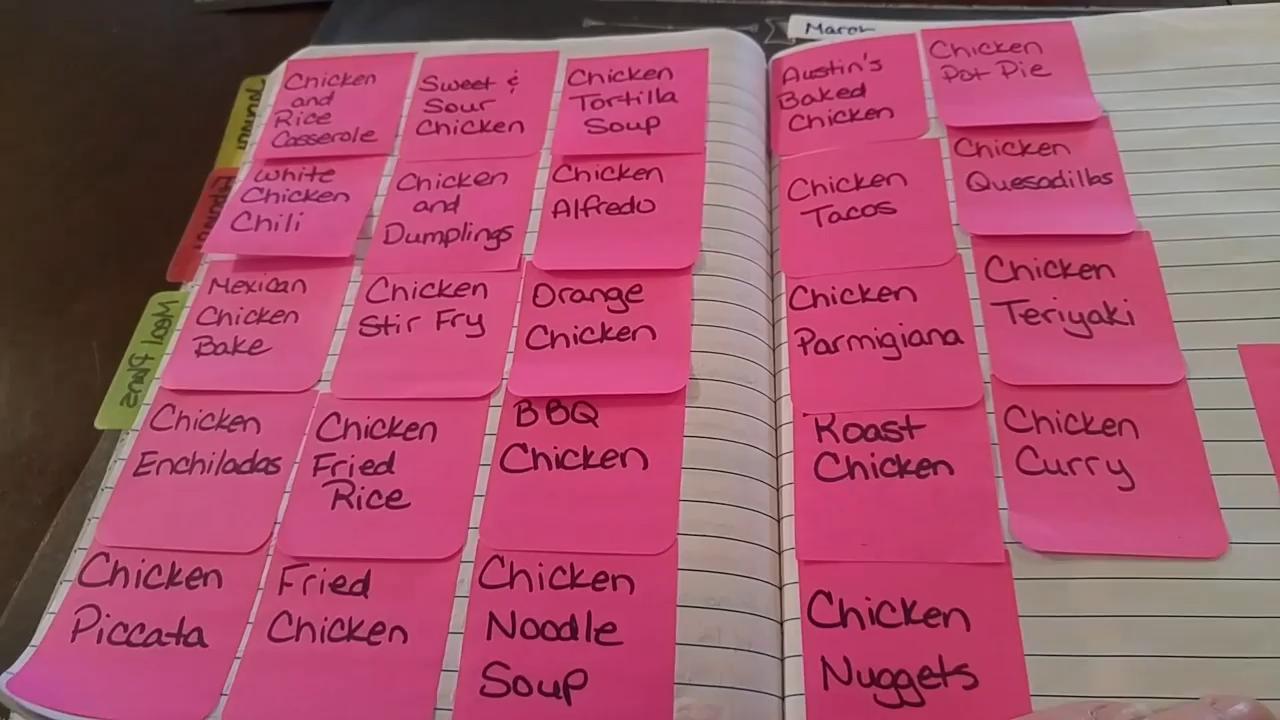 March
Chicken
and
Rice
Casserole
Sweet &
Sour
Chicken
Chicken
Tortilla
Soup
White
Chicken
Chili
Chicken
and
Dumplings
Chicken
Alfredo
Mexican
Chicken
Bake
Chicken
Stir Fry
Orange
Chicken
Chicken
Enchiladas
Chicken
Fried
Rice
BBQ
Chicken
Chicken
Piccata
Fried
Chicken
Chicken
Noodle
Soup
Austin's
Baked
Chicken
Chicken
Pot Pie
Chicken
Tacos
Chicken
Quesadillas
Chicken
Parmigiana
Chicken
Teriyaki
Roast
Chicken
Chicken
Curry
Chicken
Nuggets